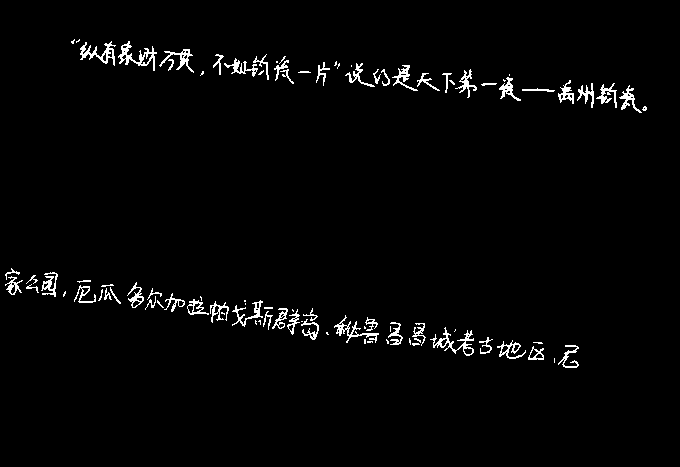 “纵有家财万贯，不如钧瓷一片”说的是天下第一瓷——禹州钧瓷。
家公园，厄瓜多尔加拉帕戈斯群岛、秘鲁昌昌城考古地区、尼